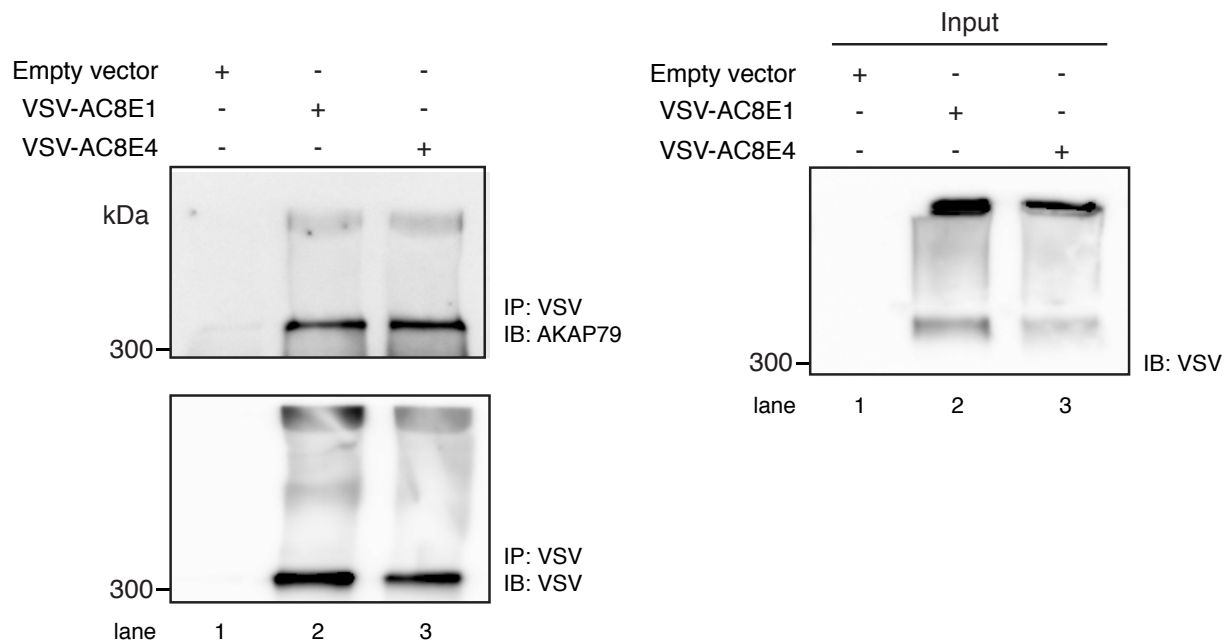 Empty vector + - -
VSV-AC8E1 - + -
VSV-AC8E4 - - +
kDa
300
IP: VSV
IB: AKAP79
300
IP: VSV
IB: VSV
lane 1 2 3
Input
Empty vector + - -
VSV-AC8E1 - + -
VSV-AC8E4 - - +
300
IB: VSV
lane 1 2 3